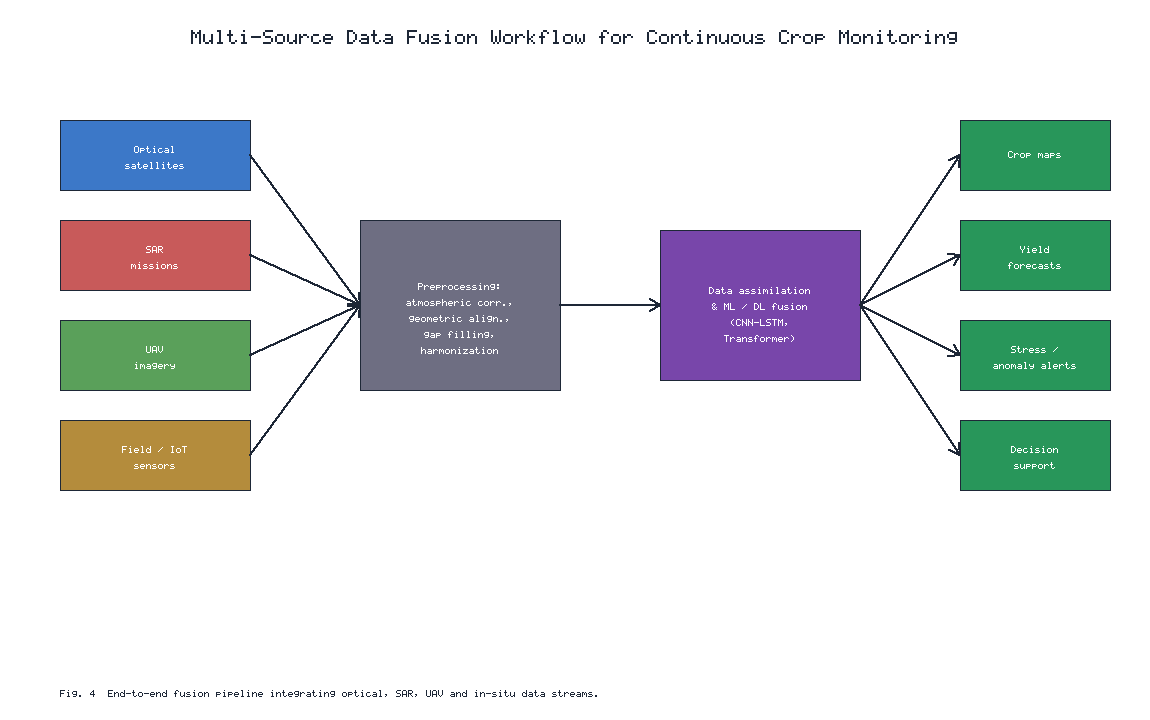 Multi-Source Data Fusion Workflow for Continuous Crop Monitoring
Optical
satellites
SAR
missions
UAV
imagery
Field / IoT
sensors
Preprocessing:
atmospheric corr.,
geometric align.,
gap filling,
harmonization
Data assimilation
& ML / DL fusion
(CNN-LSTM,
Transformer)
Crop maps
Yield
forecasts
Stress /
anomaly alerts
Decision
support
Fig. 4  End-to-end fusion pipeline integrating optical, SAR, UAV and in-situ data streams.